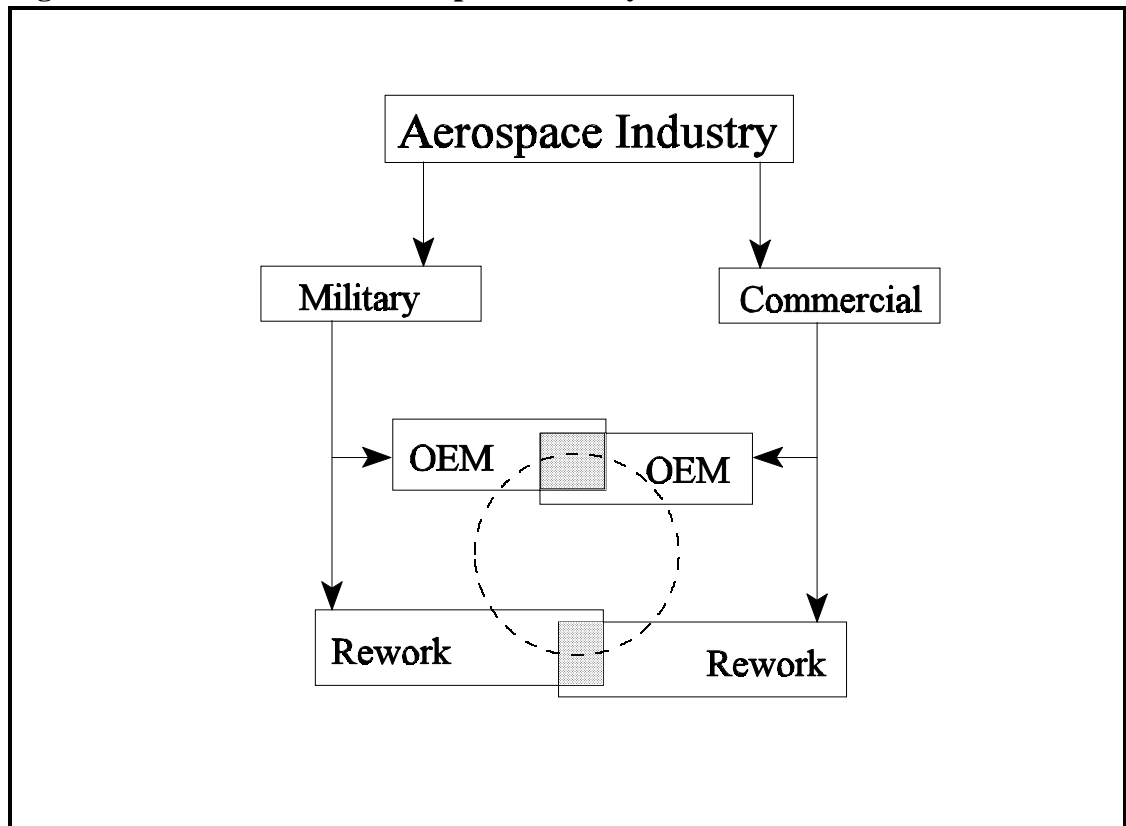 Aerospace Industry
Military
Commercial
OEM
OEM
Rework
Rework